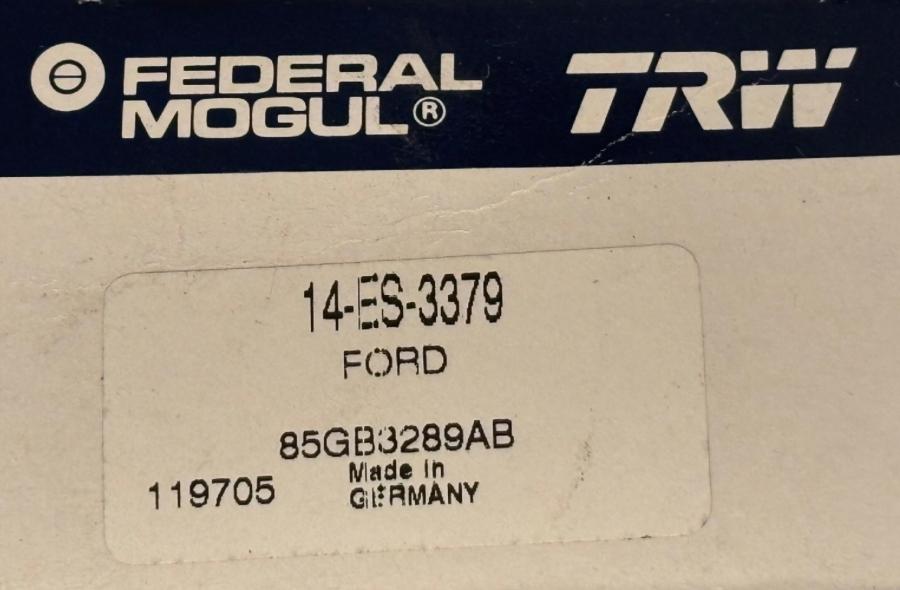 FEDERAL
MOGUL®
TRW
14-ES-3379
FORD
85GB3289AB
Made in
GERMANY
119705